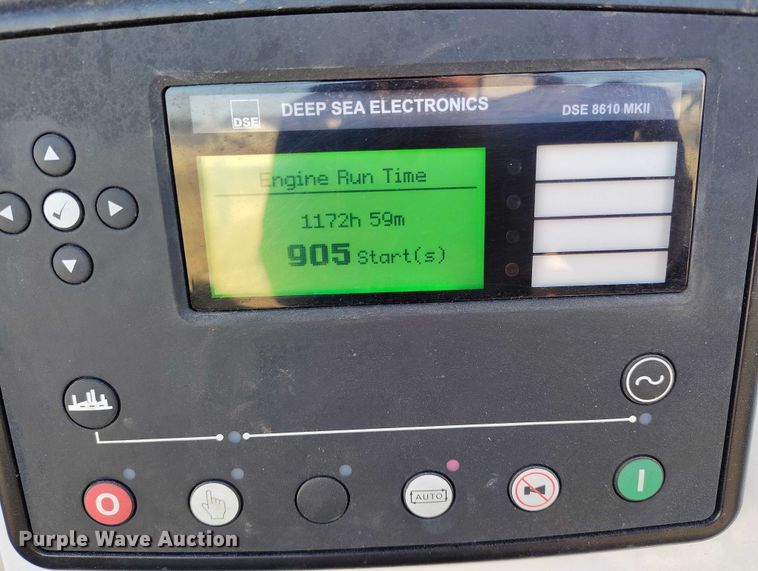 DSE
DEEP SEA ELECTRONICS
DSE 8610 MKII
Engine Run Time
1172h 59m
905 Start(s)
O
AUTO
I
Purple Wave Auction